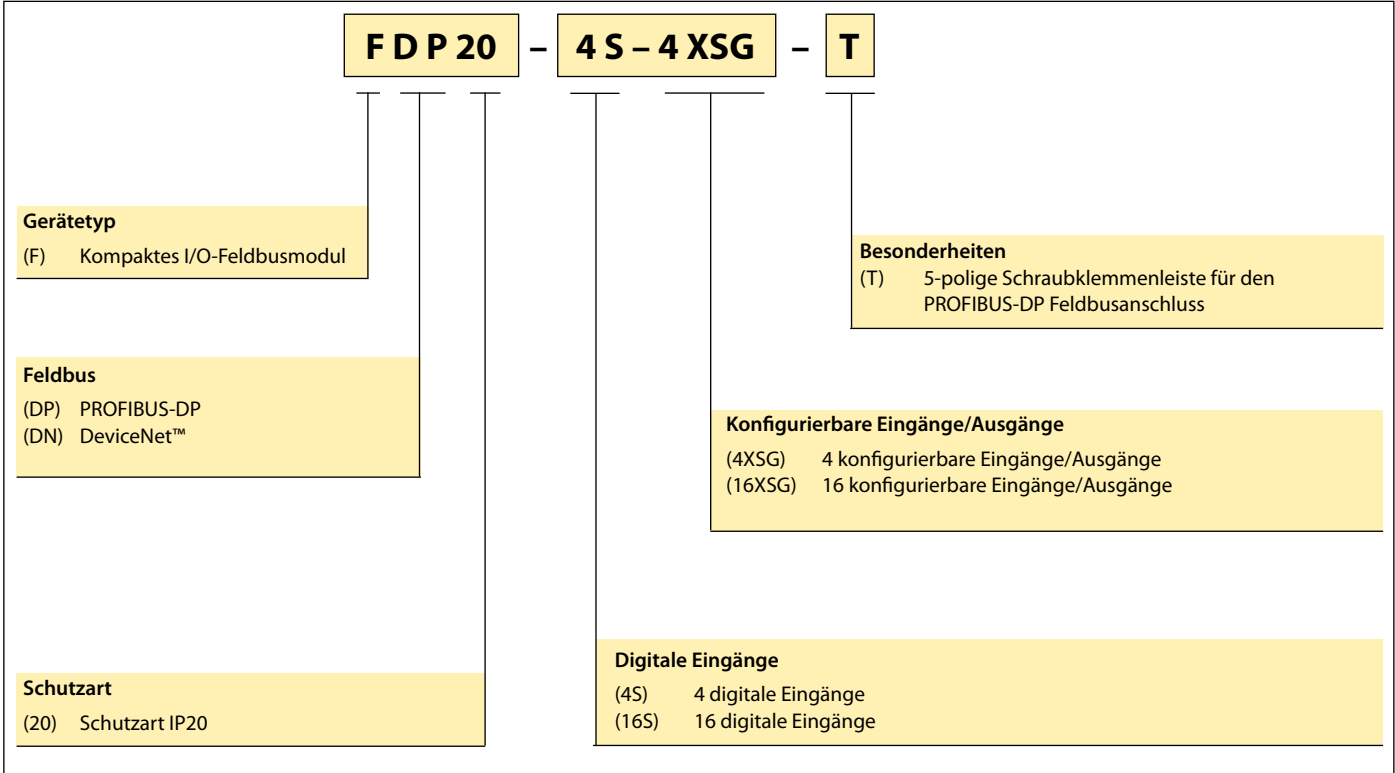 F D P 20 – 4 S – 4 XSG – T
Gerätetyp
(F) Kompaktes I/O-Feldbusmodul
Besonderheiten
(T) 5-polige Schraubklemmenleiste für den
PROFIBUS-DP Feldbusanschluss
Feldbus
(DP) PROFIBUS-DP
(DN) DeviceNet™
Konfigurierbare Eingänge/Ausgänge
(4XSG) 4 konfigurierbare Eingänge/Ausgänge
(16XSG) 16 konfigurierbare Eingänge/Ausgänge
Digitale Eingänge
(4S) 4 digitale Eingänge
(16S) 16 digitale Eingänge
Schutzart
(20) Schutzart IP20